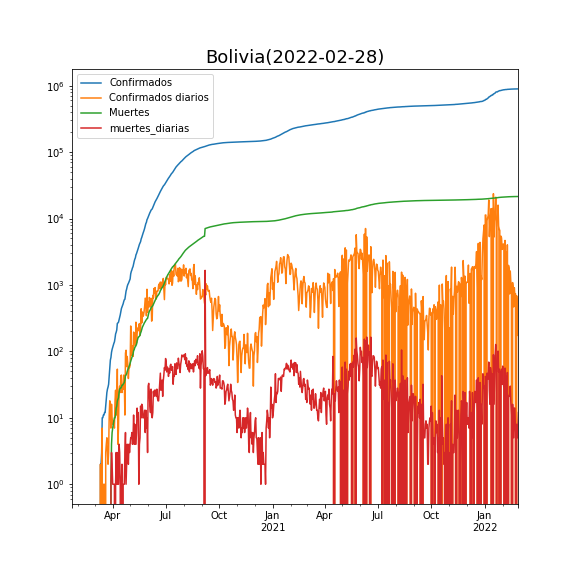 Bolivia(2022-02-28)
Confirmados
Confirmados diarios
Muertes
muertes_diarias
10^6
10^5
10^4
10^3
10^2
10^1
10^0
Apr Jul Oct Jan Apr Jul Oct Jan
2021 2022